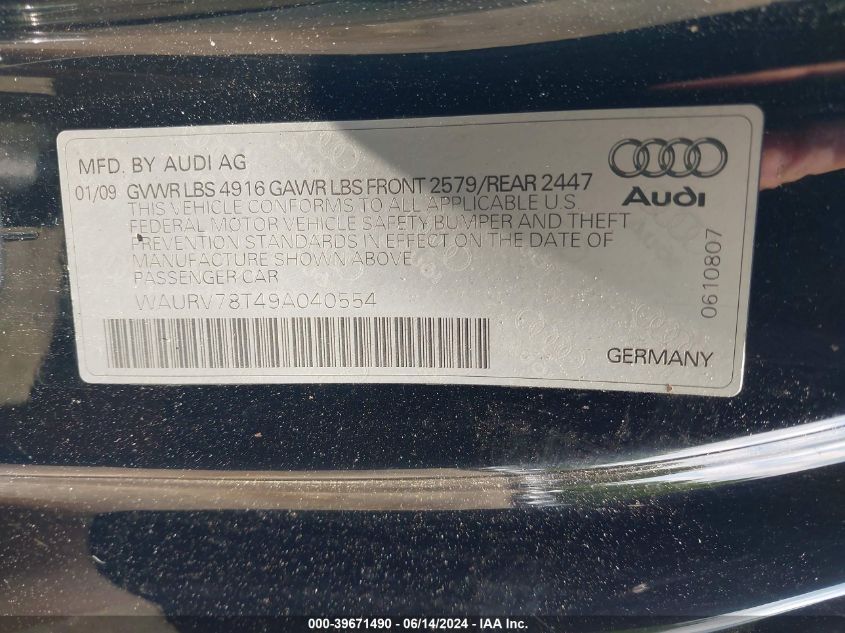 MFD. BY AUDI AG
01/09 GVWR LBS 4916 GAWR LBS FRONT 2579/REAR 2447
THIS VEHICLE CONFORMS TO ALL APPLICABLE U.S.
FEDERAL MOTOR VEHICLE SAFETY BUMPER AND THEFT
PREVENTION STANDARDS IN EFFECT ON THE DATE OF
MANUFACTURE SHOWN ABOVE
PASSENGER CAR
WAURV78T49A040554
Audi
0610807
GERMANY
000-39671490 - 06/14/2024 - IAA Inc.